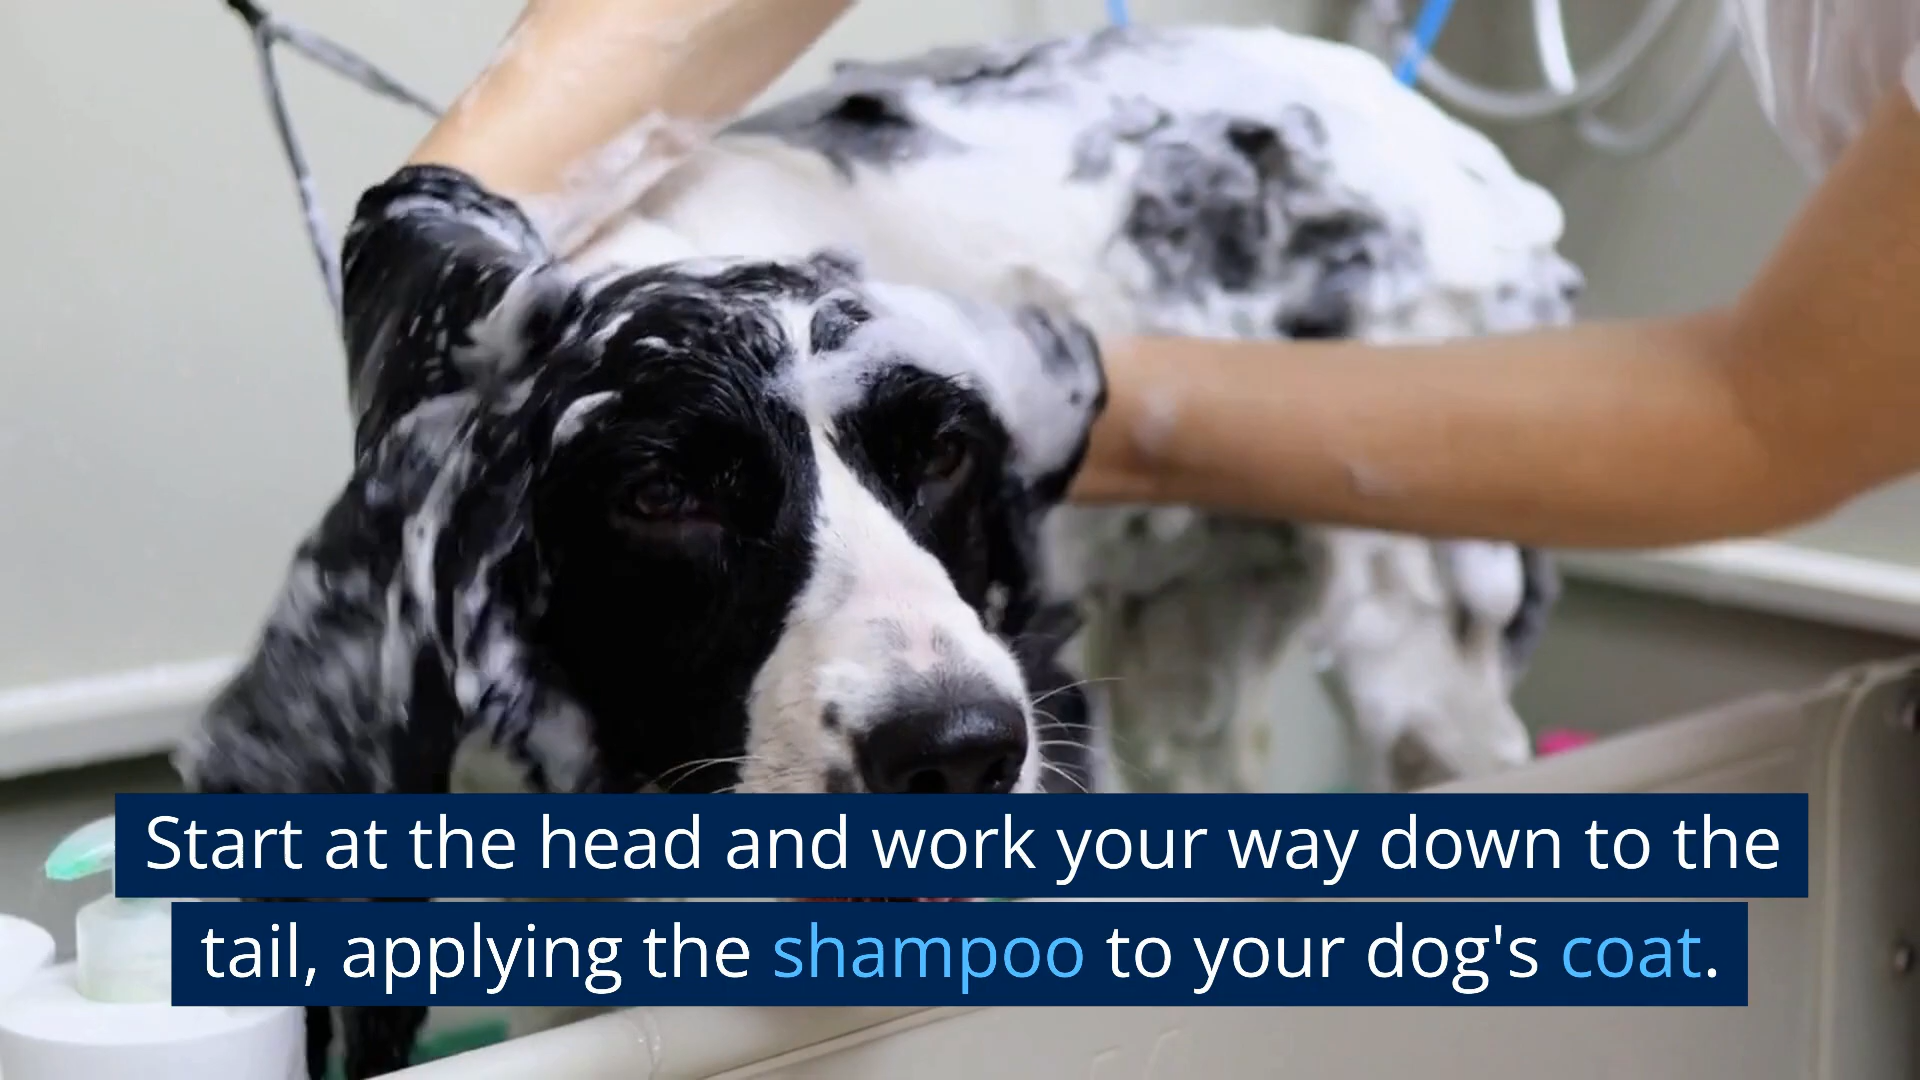 Start at the head and work your way down to the
tail, applying the shampoo to your dog's coat.